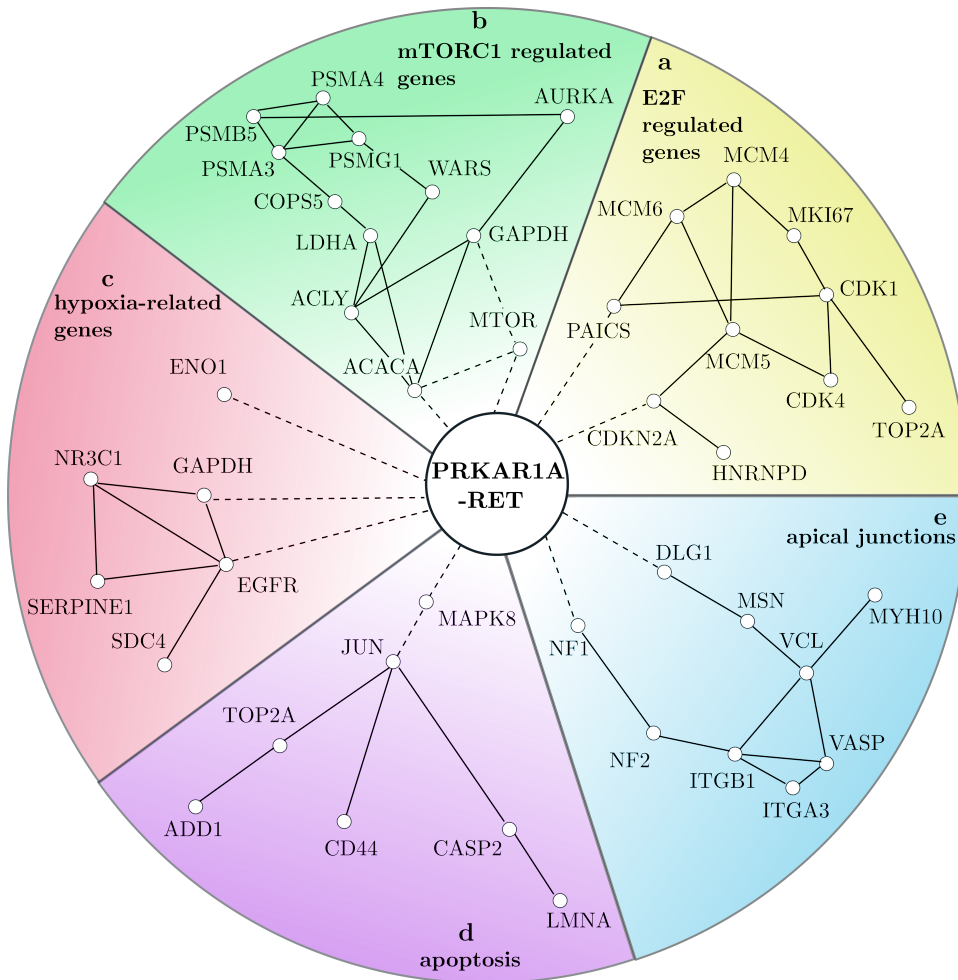 b
mTORC1 regulated
genes
PSMA4
AURKA
PSMB5
PSMA3
PSMG1
WARS
COPS5
LDHA
GAPDH
ACLY
MTOR
ACACA
a
E2F
regulated
genes
MCM4
MCM6
MKI67
CDK1
PAICS
MCM5
CDK4
TOP2A
CDKN2A
HNRNPD
c
hypoxia-related
genes
ENO1
NR3C1
GAPDH
EGFR
SERPINE1
SDC4
PRKAR1A
-RET
e
apical junctions
DLG1
MSN
MYH10
VCL
NF1
NF2
VASP
ITGB1
ITGA3
MAPK8
JUN
TOP2A
ADD1
CD44
CASP2
LMNA
d
apoptosis